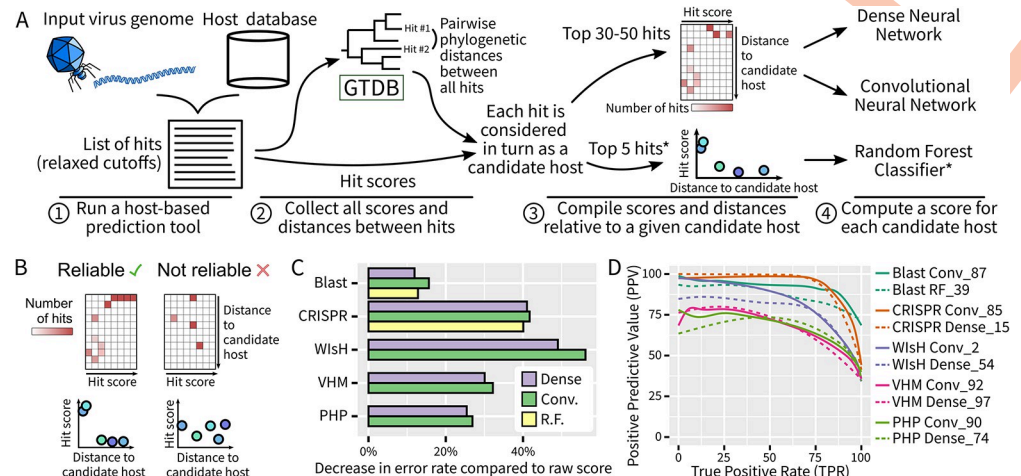 A
Input virus genome
Host database
List of hits
(relaxed cutoffs)
Hit #1
Hit #2
GTDB
Pairwise
phylogenetic
distances
between
all hits
Hit scores
Each hit is
considered
in turn as a
candidate host
Top 30-50 hits
Top 5 hits*
Hit score
Distance
to
candidate
host
Number of hits
Hit score
Distance to candidate host
Dense Neural
Network
Convolutional
Neural Network
Random Forest
Classifier*
1 Run a host-based
prediction tool
2 Collect all scores and
distances between hits
3 Compile scores and distances
relative to a given candidate host
4 Compute a score for
each candidate host
B
Reliable ✓
Not reliable ✗
Number
of hits
Distance
to
candidate
host
Hit score
Hit score
Hit score
Distance to
candidate host
Hit score
Distance to
candidate host
C
Blast
CRISPR
WIsH
VHM
PHP
Dense
Conv.
R.F.
0%
20%
40%
Decrease in error rate compared to raw score
D
Positive Predictive Value (PPV)
100
75
50
25
0
0
25
50
75
100
True Positive Rate (TPR)
Blast Conv_87
Blast RF_39
CRISPR Conv_85
CRISPR Dense_15
WIsH Conv_2
WIsH Dense_54
VHM Conv_92
VHM Dense_97
PHP Conv_90
PHP Dense_74